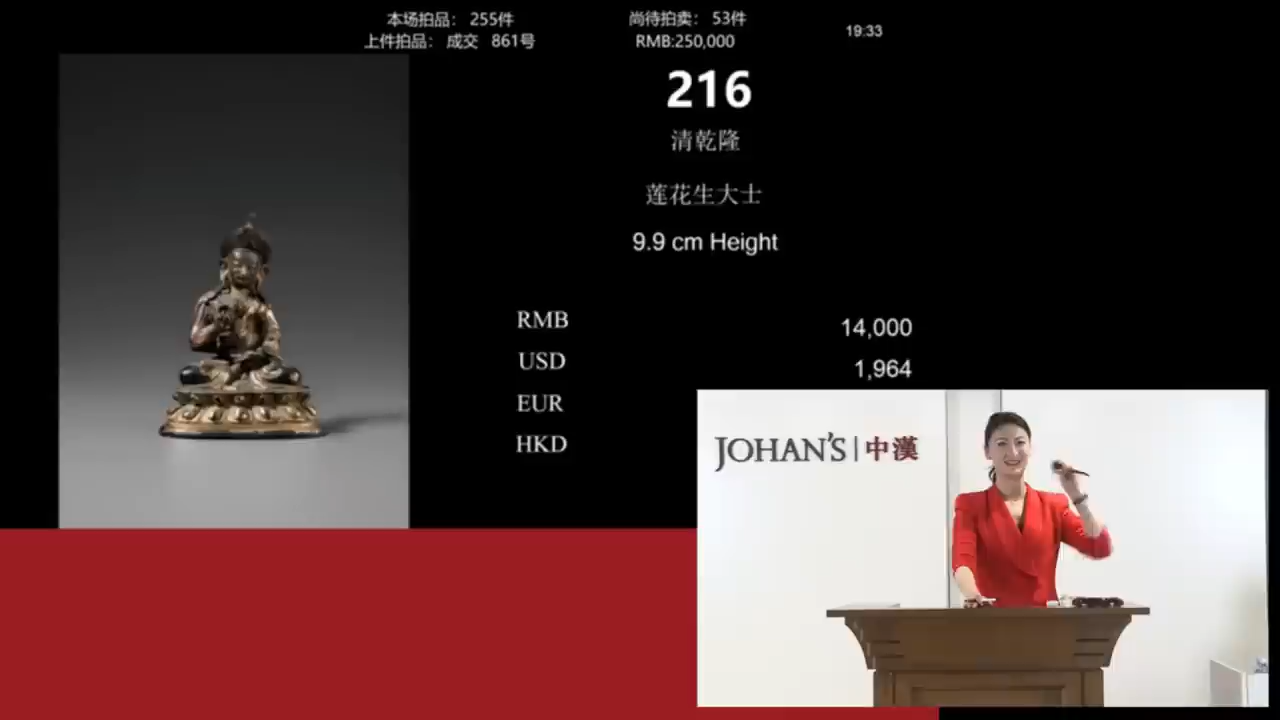 本场拍品： 255件
尚待拍卖： 53件
上件拍品： 成交 861号
RMB:250,000
19:33
216
清乾隆
莲花生大士
9.9 cm Height
RMB 14,000
USD 1,964
EUR
HKD
JOHAN'S | 中漢